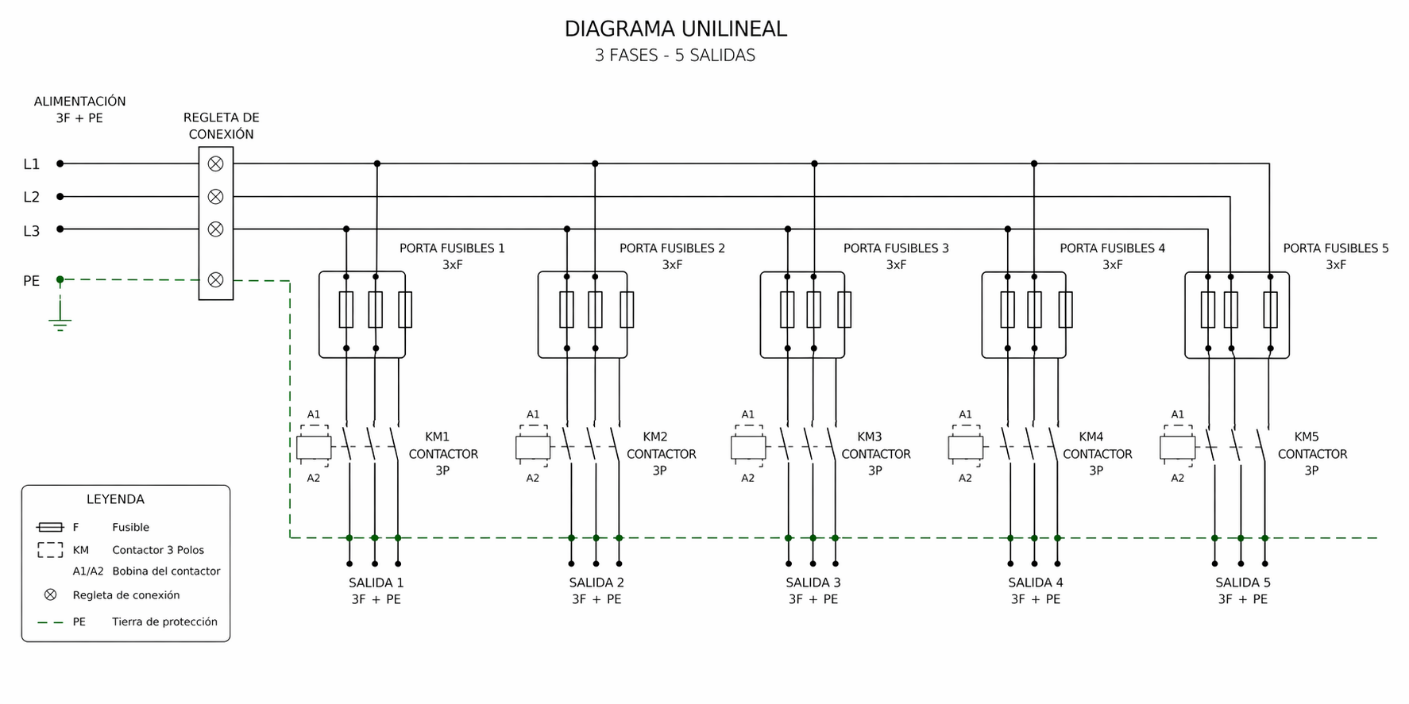 DIAGRAMA UNILINEAL
3 FASES - 5 SALIDAS
ALIMENTACIÓN
3F + PE
REGLETA DE
CONEXIÓN
L1
L2
L3
PE
PORTA FUSIBLES 1
3xF
PORTA FUSIBLES 2
3xF
PORTA FUSIBLES 3
3xF
PORTA FUSIBLES 4
3xF
PORTA FUSIBLES 5
3xF
A1
A2
KM1
CONTACTOR
3P
A1
A2
KM2
CONTACTOR
3P
A1
A2
KM3
CONTACTOR
3P
A1
A2
KM4
CONTACTOR
3P
A1
A2
KM5
CONTACTOR
3P
SALIDA 1
3F + PE
SALIDA 2
3F + PE
SALIDA 3
3F + PE
SALIDA 4
3F + PE
SALIDA 5
3F + PE
LEYENDA
F Fusible
KM Contactor 3 Polos
A1/A2 Bobina del contactor
Regleta de conexión
PE Tierra de protección